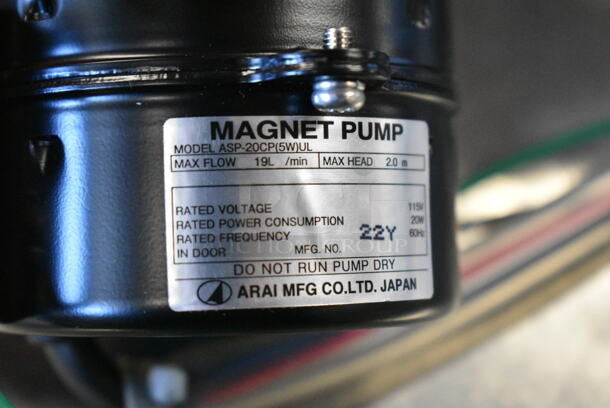 MAGNET PUMP
MODEL ASP-20CP(5W)UL
MAX FLOW 19L /min MAX HEAD 2.0 m
RATED VOLTAGE 115V
RATED POWER CONSUMPTION 20W
RATED FREQUENCY 60Hz
IN DOOR MFG. NO. 22Y
DO NOT RUN PUMP DRY
ARAI MFG CO.LTD. JAPAN